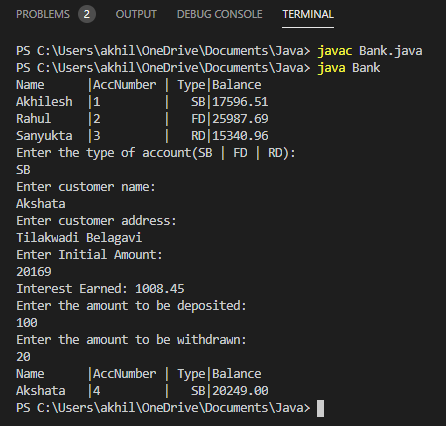 PROBLEMS 2 OUTPUT DEBUG CONSOLE TERMINAL
PS C:\Users\akhil\OneDrive\Documents\Java> javac Bank.java
PS C:\Users\akhil\OneDrive\Documents\Java> java Bank
Name      |AccNumber | Type|Balance
Akhilesh  |1         |   SB|17596.51
Rahul     |2         |   FD|25987.69
Sanyukta  |3         |   RD|15340.96
Enter the type of account(SB | FD | RD):
SB
Enter customer name:
Akshata
Enter customer address:
Tilakwadi Belagavi
Enter Initial Amount:
20169
Interest Earned: 1008.45
Enter the amount to be deposited:
100
Enter the amount to be withdrawn:
20
Name      |AccNumber | Type|Balance
Akshata   |4         |   SB|20249.00
PS C:\Users\akhil\OneDrive\Documents\Java>